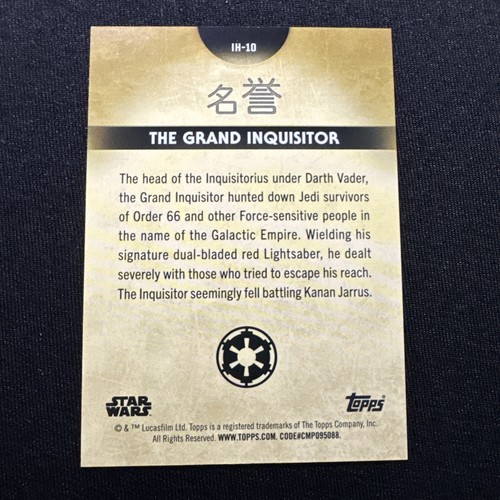 IH-10
名誉
THE GRAND INQUISITOR
The head of the Inquisitorius under Darth Vader,
the Grand Inquisitor hunted down Jedi survivors
of Order 66 and other Force-sensitive people in
the name of the Galactic Empire. Wielding his
signature dual-bladed red Lightsaber, he dealt
severely with those who tried to escape his reach.
The Inquisitor seemingly fell battling Kanan Jarrus.
STAR
WARS
topps
© & ™ Lucasfilm Ltd. Topps is a registered trademarks of The Topps Company, Inc.
All Rights Reserved. WWW.TOPPS.COM. CODE#CMP095088.